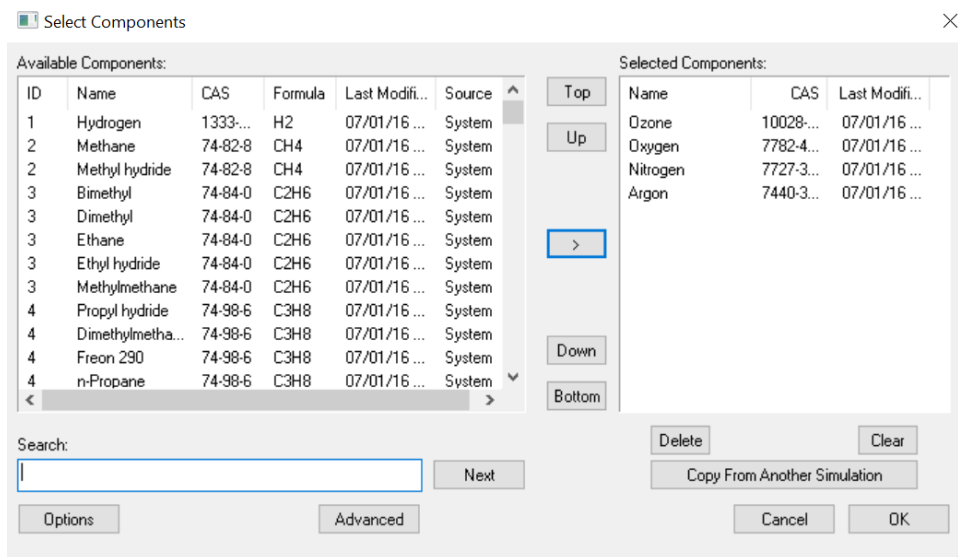 Select Components
Available Components:
ID Name CAS Formula Last Modifi... Source
1 Hydrogen 1333-... H2 07/01/16 ... System
2 Methane 74-82-8 CH4 07/01/16 ... System
2 Methyl hydride 74-82-8 CH4 07/01/16 ... System
3 Bimethyl 74-84-0 C2H6 07/01/16 ... System
3 Dimethyl 74-84-0 C2H6 07/01/16 ... System
3 Ethane 74-84-0 C2H6 07/01/16 ... System
3 Ethyl hydride 74-84-0 C2H6 07/01/16 ... System
3 Methylmethane 74-84-0 C2H6 07/01/16 ... System
4 Propyl hydride 74-98-6 C3H8 07/01/16 ... System
4 Dimethylmetha... 74-98-6 C3H8 07/01/16 ... System
4 Freon 290 74-98-6 C3H8 07/01/16 ... System
4 n-Propane 74-98-6 C3H8 07/01/16 ... System
Top
Up
>
Down
Bottom
Selected Components:
Name CAS Last Modifi...
Ozone 10028-... 07/01/16 ...
Oxygen 7782-4... 07/01/16 ...
Nitrogen 7727-3... 07/01/16 ...
Argon 7440-3... 07/01/16 ...
Search:
Next
Options
Advanced
Delete
Clear
Copy From Another Simulation
Cancel
OK